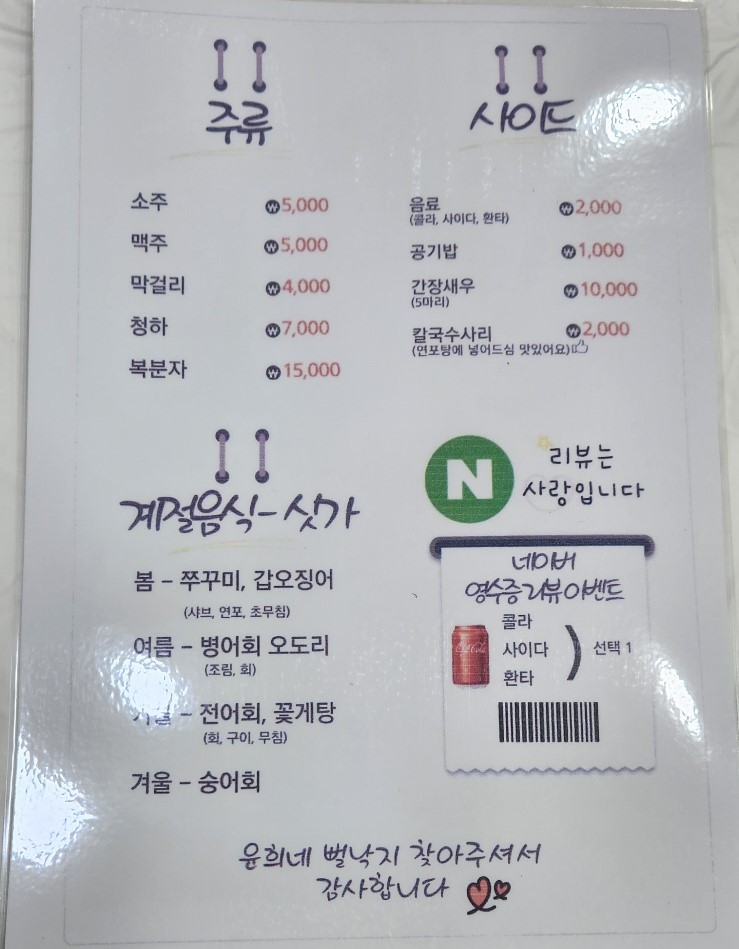 주류
소주 ₩5,000
맥주 ₩5,000
막걸리 ₩4,000
청하 ₩7,000
복분자 ₩15,000
사이드
음료 ₩2,000
(콜라, 사이다, 환타)
공기밥 ₩1,000
간장새우 ₩10,000
(5마리)
칼국수사리 ₩2,000
(연포탕에 넣어드심 맛있어요)
계절음식-싯가
봄 - 쭈꾸미, 갑오징어
(샤브, 연포, 초무침)
여름 - 병어회 오도리
(조림, 회)
- 전어회, 꽃게탕
(회, 구이, 무침)
겨울 - 숭어회
N
리뷰는
사랑입니다
네이버
영수증리뷰이벤트
콜라
사이다
환타
) 선택 1
Coca-Cola
윤희네 뻘낙지 찾아주셔서
감사합니다